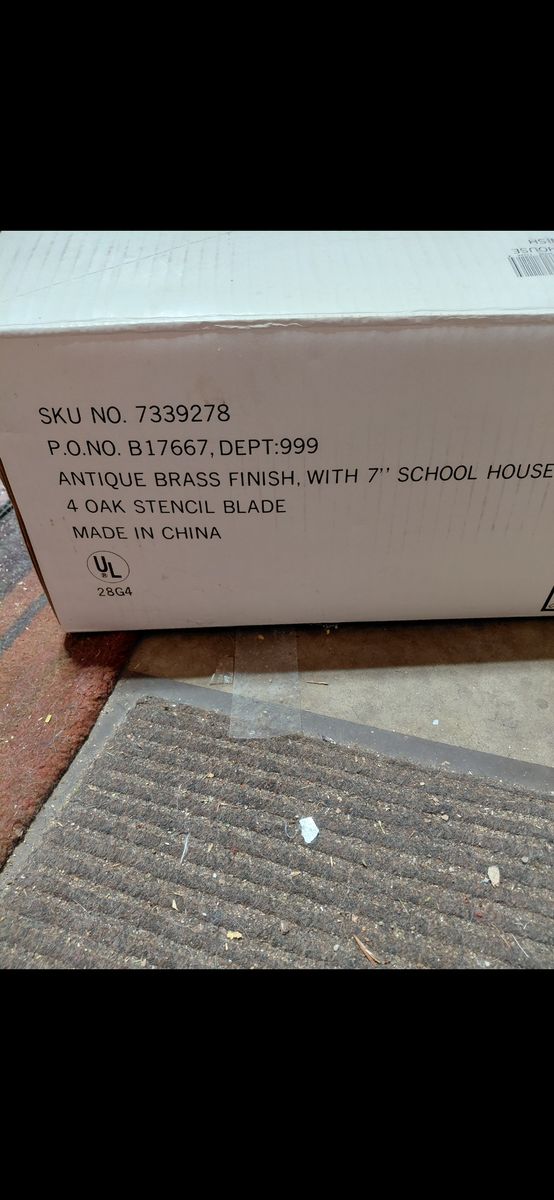 HOUSE
SKU NO. 7339278
P.O.NO. B17667, DEPT:999
ANTIQUE BRASS FINISH, WITH 7'' SCHOOL HOUSE
4 OAK STENCIL BLADE
MADE IN CHINA
UL
®
28G4